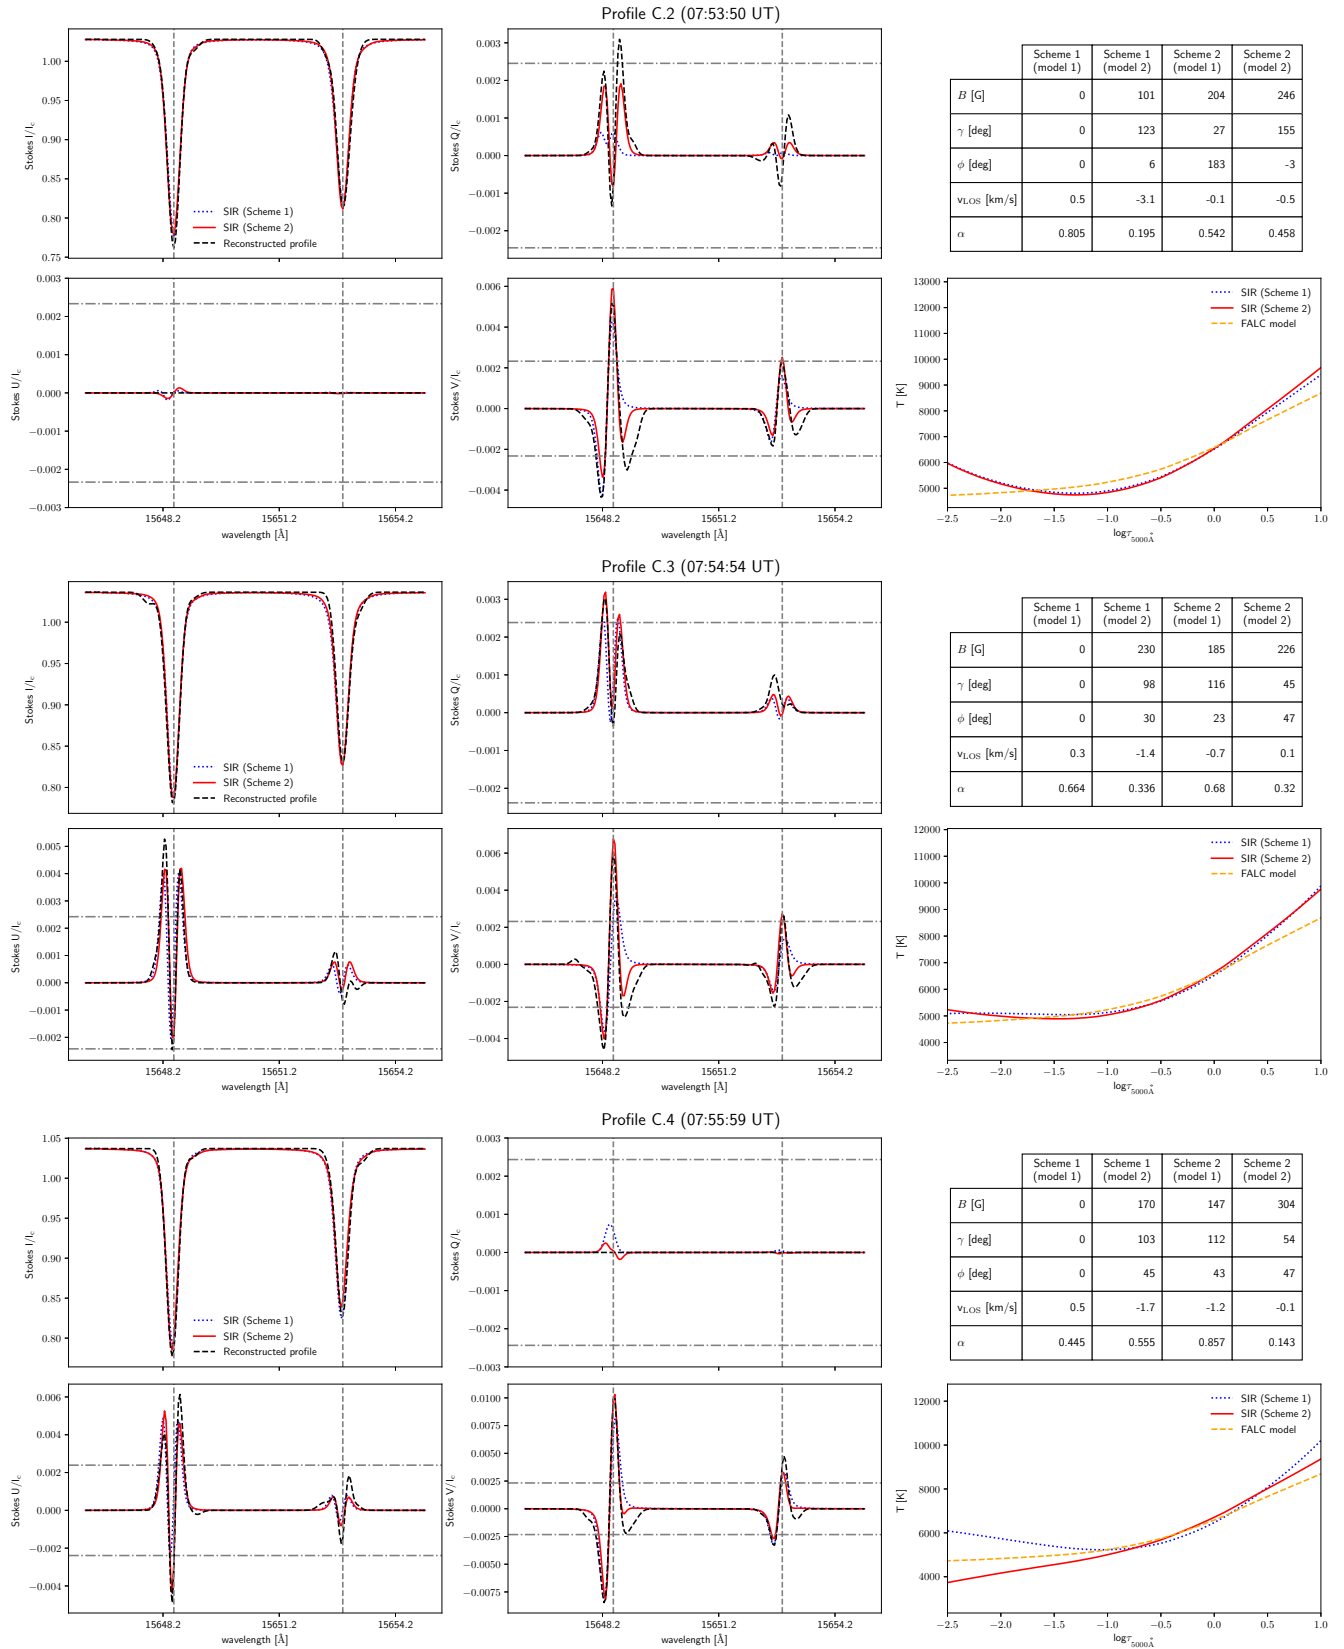 Profile C.2 (07:53:50 UT)
Stokes I/I_c
1.00
0.95
0.90
0.85
0.80
0.75
SIR (Scheme 1)
SIR (Scheme 2)
Reconstructed profile
Stokes Q/I_c
0.003
0.002
0.001
0.000
−0.001
−0.002
Scheme 1 (model 1) Scheme 1 (model 2) Scheme 2 (model 1) Scheme 2 (model 2)
B [G] 0 101 204 246
γ [deg] 0 123 27 155
ϕ [deg] 0 6 183 -3
v_LOS [km/s] 0.5 -3.1 -0.1 -0.5
α 0.805 0.195 0.542 0.458
Stokes U/I_c
0.003
0.002
0.001
0.000
−0.001
−0.002
−0.003
15648.2 15651.2 15654.2
wavelength [Å]
Stokes V/I_c
0.006
0.004
0.002
0.000
−0.002
−0.004
15648.2 15651.2 15654.2
wavelength [Å]
T [K]
13000
12000
11000
10000
9000
8000
7000
6000
5000
SIR (Scheme 1)
SIR (Scheme 2)
FALC model
−2.5 −2.0 −1.5 −1.0 −0.5 0.0 0.5 1.0
logτ_5000Å
Profile C.3 (07:54:54 UT)
Stokes I/I_c
1.00
0.95
0.90
0.85
0.80
SIR (Scheme 1)
SIR (Scheme 2)
Reconstructed profile
Stokes Q/I_c
0.003
0.002
0.001
0.000
−0.001
−0.002
Scheme 1 (model 1) Scheme 1 (model 2) Scheme 2 (model 1) Scheme 2 (model 2)
B [G] 0 230 185 226
γ [deg] 0 98 116 45
ϕ [deg] 0 30 23 47
v_LOS [km/s] 0.3 -1.4 -0.7 0.1
α 0.664 0.336 0.68 0.32
Stokes U/I_c
0.005
0.004
0.003
0.002
0.001
0.000
−0.001
−0.002
15648.2 15651.2 15654.2
wavelength [Å]
Stokes V/I_c
0.006
0.004
0.002
0.000
−0.002
−0.004
15648.2 15651.2 15654.2
wavelength [Å]
T [K]
12000
11000
10000
9000
8000
7000
6000
5000
4000
SIR (Scheme 1)
SIR (Scheme 2)
FALC model
−2.5 −2.0 −1.5 −1.0 −0.5 0.0 0.5 1.0
logτ_5000Å
Profile C.4 (07:55:59 UT)
Stokes I/I_c
1.05
1.00
0.95
0.90
0.85
0.80
SIR (Scheme 1)
SIR (Scheme 2)
Reconstructed profile
Stokes Q/I_c
0.003
0.002
0.001
0.000
−0.001
−0.002
−0.003
Scheme 1 (model 1) Scheme 1 (model 2) Scheme 2 (model 1) Scheme 2 (model 2)
B [G] 0 170 147 304
γ [deg] 0 103 112 54
ϕ [deg] 0 45 43 47
v_LOS [km/s] 0.5 -1.7 -1.2 -0.1
α 0.445 0.555 0.857 0.143
Stokes U/I_c
0.006
0.004
0.002
0.000
−0.002
−0.004
15648.2 15651.2 15654.2
wavelength [Å]
Stokes V/I_c
0.0100
0.0075
0.0050
0.0025
0.0000
−0.0025
−0.0050
−0.0075
15648.2 15651.2 15654.2
wavelength [Å]
T [K]
12000
10000
8000
6000
4000
SIR (Scheme 1)
SIR (Scheme 2)
FALC model
−2.5 −2.0 −1.5 −1.0 −0.5 0.0 0.5 1.0
logτ_5000Å